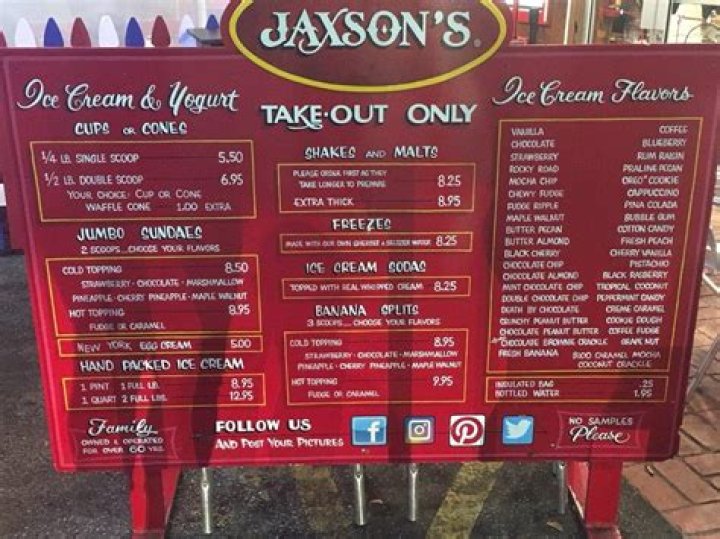 JAXSON'S
TAKE-OUT ONLY
Ice Cream & Yogurt
CUPS OR CONES
1/4 LB. SINGLE SCOOP 5.50
1/2 LB. DOUBLE SCOOP 6.95
YOUR CHOICE: CUP OR CONE
WAFFLE CONE 1.00 EXTRA
JUMBO SUNDAES
2 SCOOPS...CHOOSE YOUR FLAVORS
COLD TOPPING 8.50
STRAWBERRY - CHOCOLATE - MARSHMALLOW
PINEAPPLE - CHERRY PINEAPPLE - MAPLE WALNUT
HOT TOPPING 8.95
FUDGE OR CARAMEL
NEW YORK EGG CREAM 5.00
HAND PACKED ICE CREAM
1 PINT 1 FULL LB. 8.95
1 QUART 2 FULL LBS. 12.95
Family
OWNED & OPERATED
FOR OVER 60 YRS.
SHAKES AND MALTS
PLEASE ORDER FIRST AS THEY
TAKE LONGER TO PREPARE 8.25
EXTRA THICK 8.95
FREEZES
MADE WITH OUR OWN SHERBET & SELTZER WATER 8.25
ICE CREAM SODAS
TOPPED WITH REAL WHIPPED CREAM 8.25
BANANA SPLITS
3 SCOOPS... CHOOSE YOUR FLAVORS
COLD TOPPING 8.95
STRAWBERRY - CHOCOLATE - MARSHMALLOW
PINEAPPLE - CHERRY PINEAPPLE - MAPLE WALNUT
HOT TOPPING 9.95
FUDGE OR CARAMEL
FOLLOW US
AND POST YOUR PICTURES
Ice Cream Flavors
VANILLA COFFEE
CHOCOLATE BLUEBERRY
STRAWBERRY RUM RAISIN
ROCKY ROAD PRALINE PECAN
MOCHA CHIP OREO COOKIE
CHEWY FUDGE CAPPUCCINO
FUDGE RIPPLE PINA COLADA
MAPLE WALNUT BUBBLE GUM
BUTTER PECAN COTTON CANDY
BUTTER ALMOND FRESH PEACH
BLACK CHERRY CHERRY VANILLA
CHOCOLATE CHIP PISTACHIO
CHOCOLATE ALMOND BLACK RASBERRY
MINT CHOCOLATE CHIP TROPICAL COCONUT
DOUBLE CHOCOLATE CHIP PEPPERMINT CANDY
DEATH BY CHOCOLATE CREME CARAMEL
CRUNCHY PEANUT BUTTER COOKIE DOUGH
CHOCOLATE PEANUT BUTTER COFFEE FUDGE
CHOCOLATE BROWNIE CRACKLE GRAPE NUT
FRESH BANANA CARAMEL MOCHA
COCONUT CRACKLE
INSULATED BAG .25
BOTTLED WATER 1.95
NO SAMPLES
Please